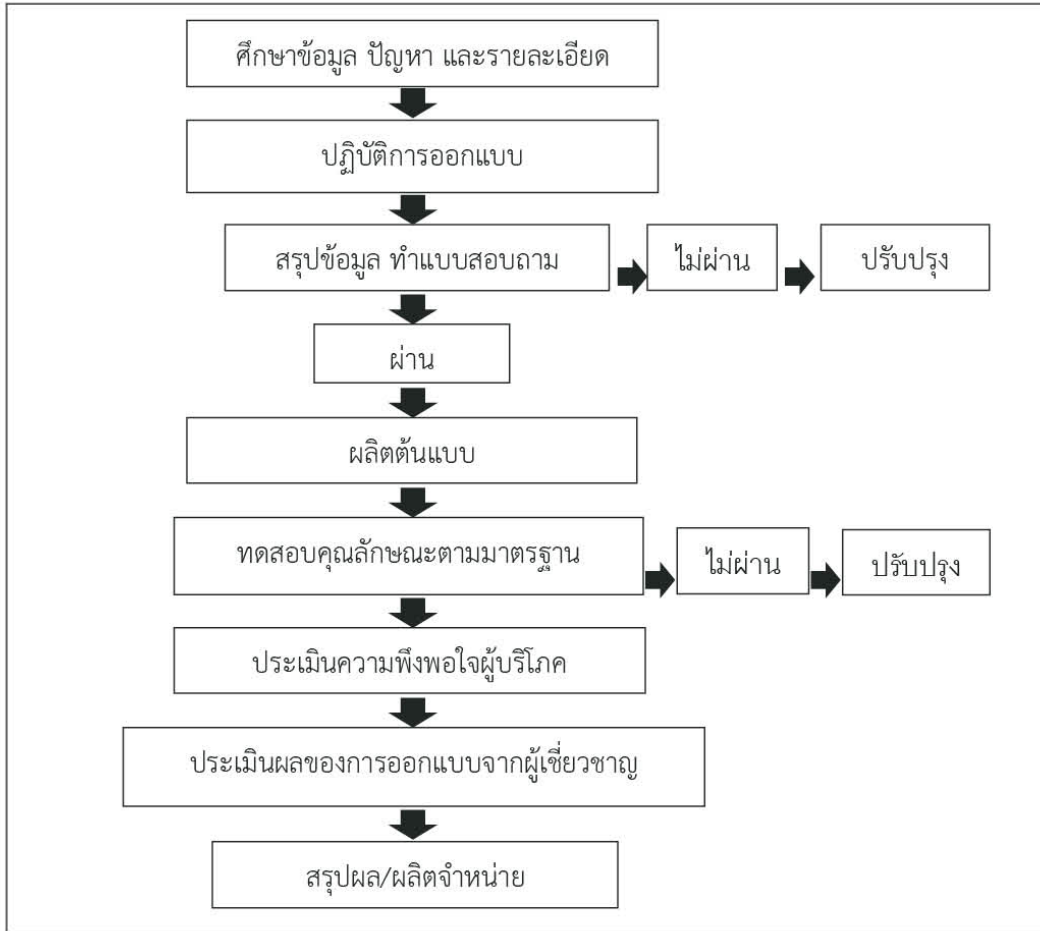 ศึกษาข้อมูล ปัญหา และรายละเอียด
ปฏิบัติการออกแบบ
สรุปข้อมูล ทำแบบสอบถาม
ไม่ผ่าน
ปรับปรุง
ผ่าน
ผลิตต้นแบบ
ทดสอบคุณลักษณะตามมาตรฐาน
ไม่ผ่าน
ปรับปรุง
ประเมินความพึงพอใจผู้บริโภค
ประเมินผลของการออกแบบจากผู้เชี่ยวชาญ
สรุปผล/ผลิตจำหน่าย